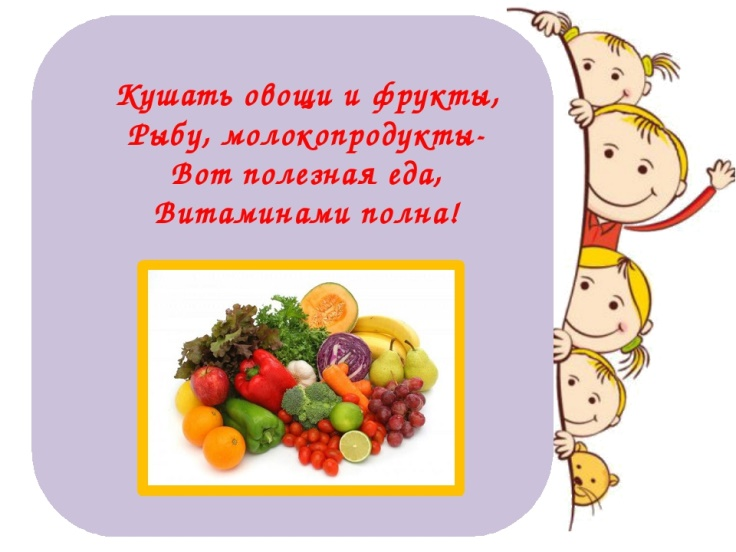 Кушать овощи и фрукты,
Рыбу, молокопродукты-
Вот полезная еда,
Витаминами полна!